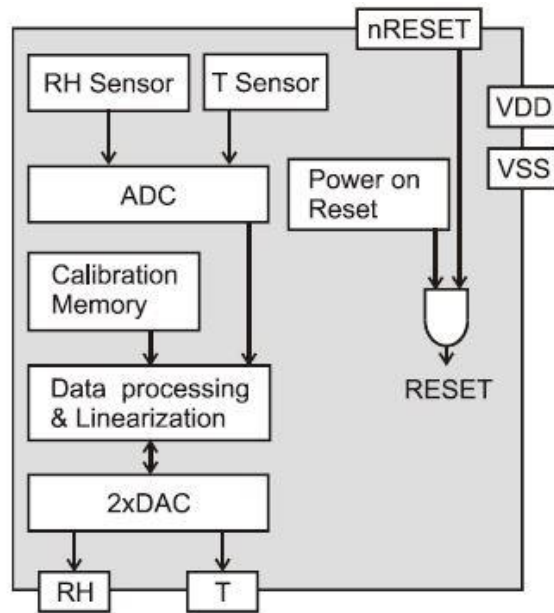 nRESET
RH Sensor
T Sensor
VDD
VSS
ADC
Power on
Reset
Calibration
Memory
Data processing
& Linearization
RESET
2xDAC
RH
T